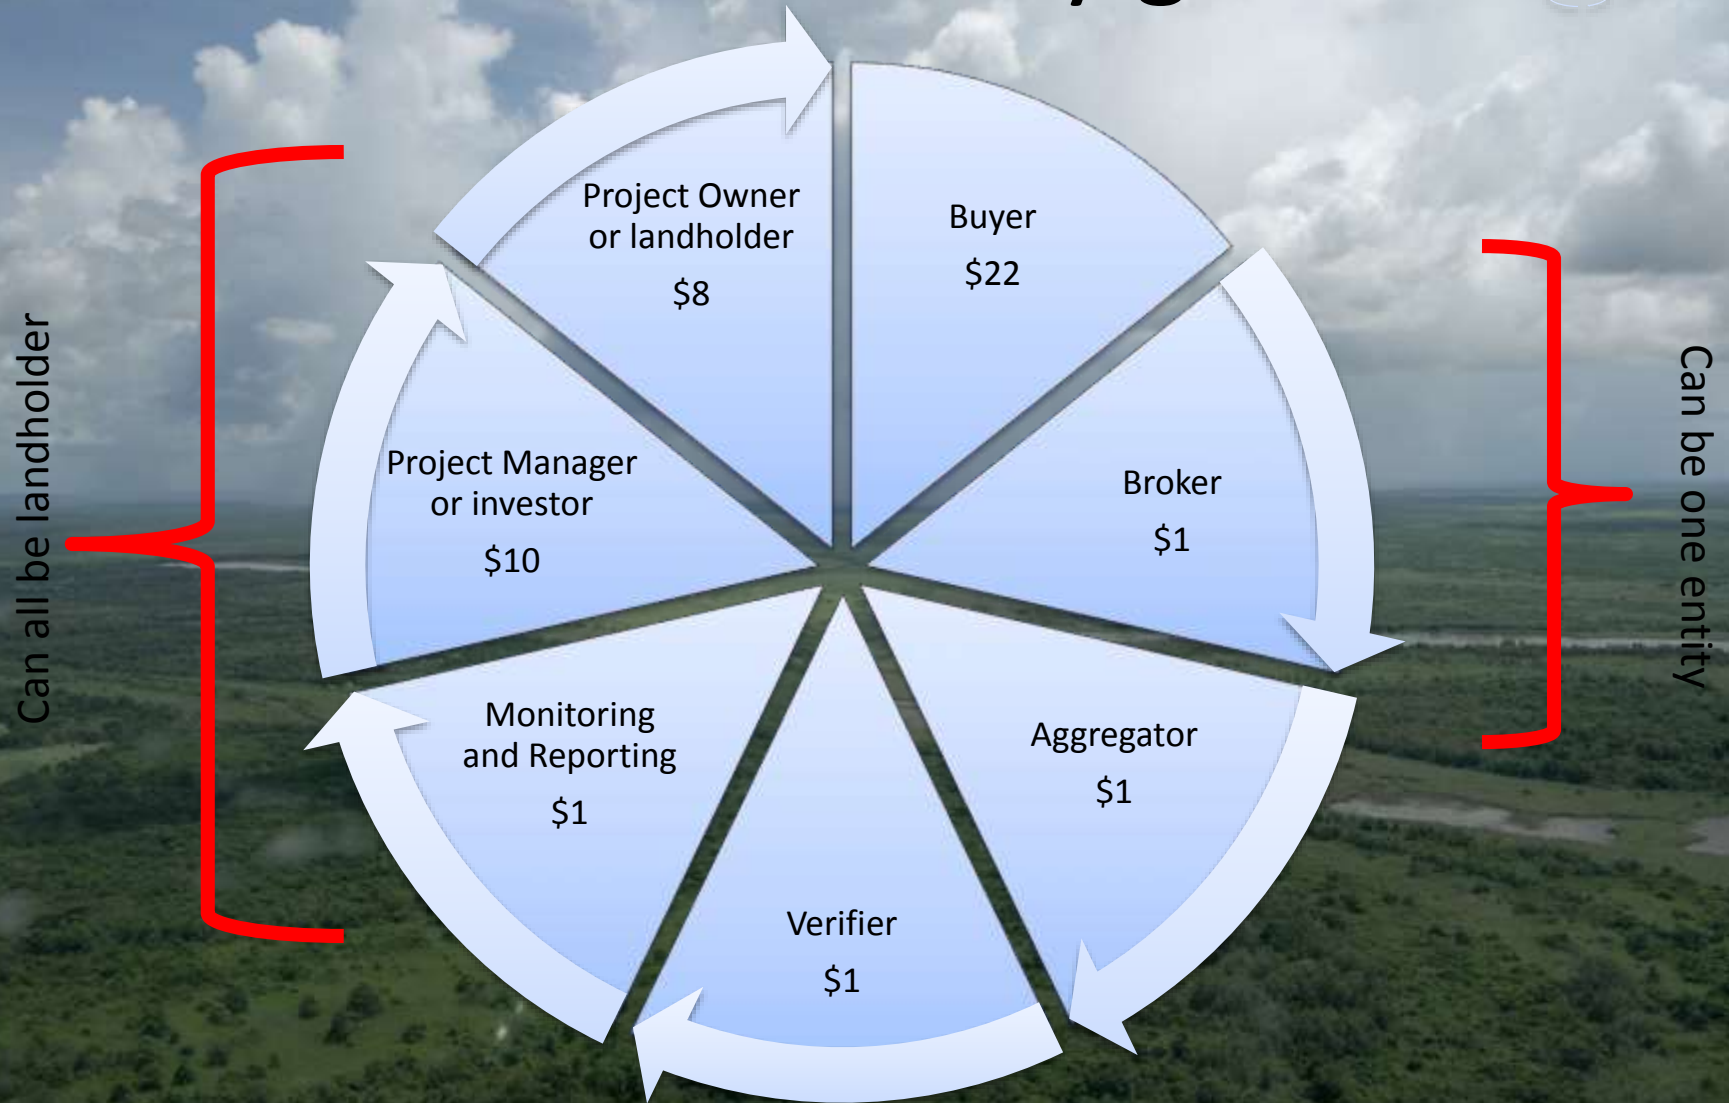 Project Owner
or landholder
$8
Buyer
$22
Broker
$1
Aggregator
$1
Verifier
$1
Monitoring
and Reporting
$1
Project Manager
or investor
$10
Can all be landholder
Can be one entity